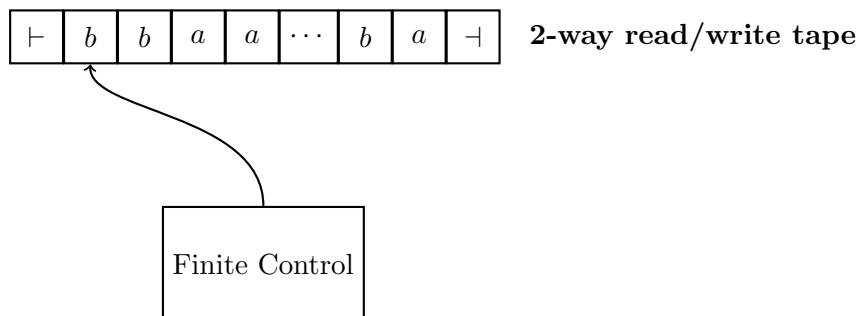 ⊢ b b a a ··· b a ⊣ 2-way read/write tape
Finite Control